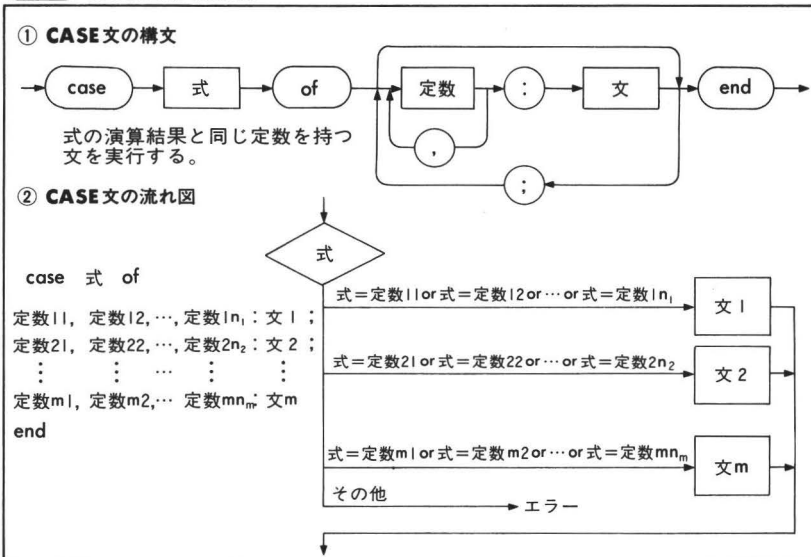 ① CASE文の構文
case 式 of 定数 : 文 end
,
;
式の演算結果と同じ定数を持つ
文を実行する。
② CASE文の流れ図
式
case 式 of
定数11, 定数12, …, 定数1n₁: 文1;
定数21, 定数22, …, 定数2n₂: 文2;
⋮ ⋮ … ⋮ ⋮
定数m1, 定数m2, … 定数mnₘ: 文m
end
式=定数11 or 式=定数12 or … or 式=定数1n₁
文1
式=定数21 or 式=定数22 or … or 式=定数2n₂
文2
式=定数m1 or 式=定数m2 or … or 式=定数mnₘ
文m
その他
エラー